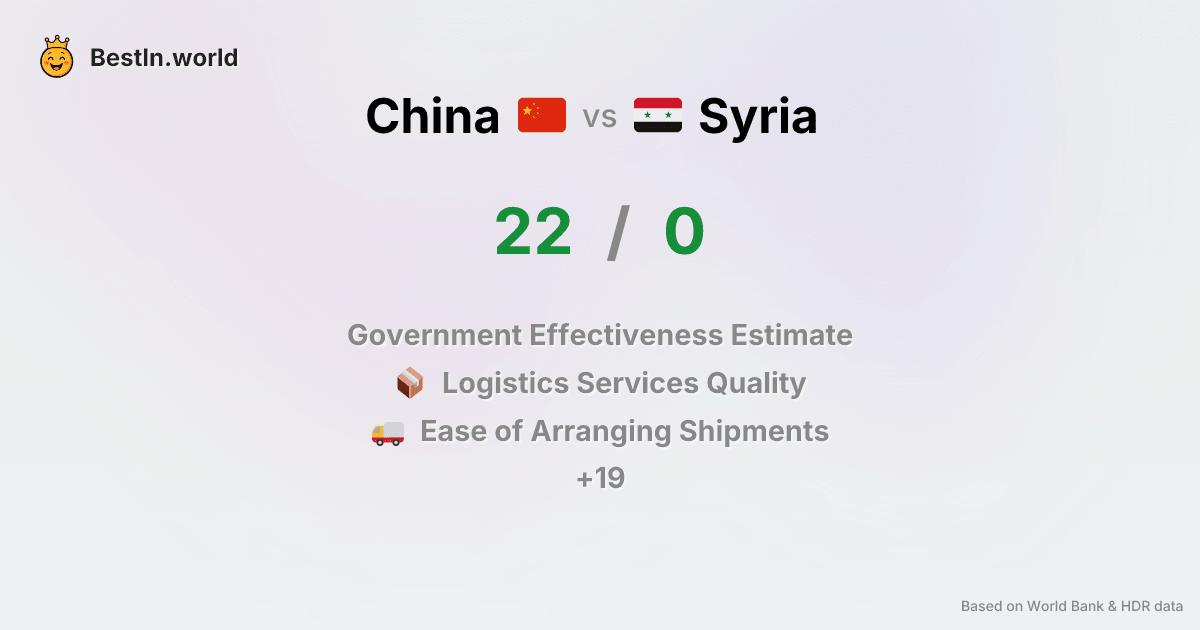 BestIn.world
China vs Syria
22 / 0
Government Effectiveness Estimate
Logistics Services Quality
Ease of Arranging Shipments
+19
Based on World Bank & HDR data